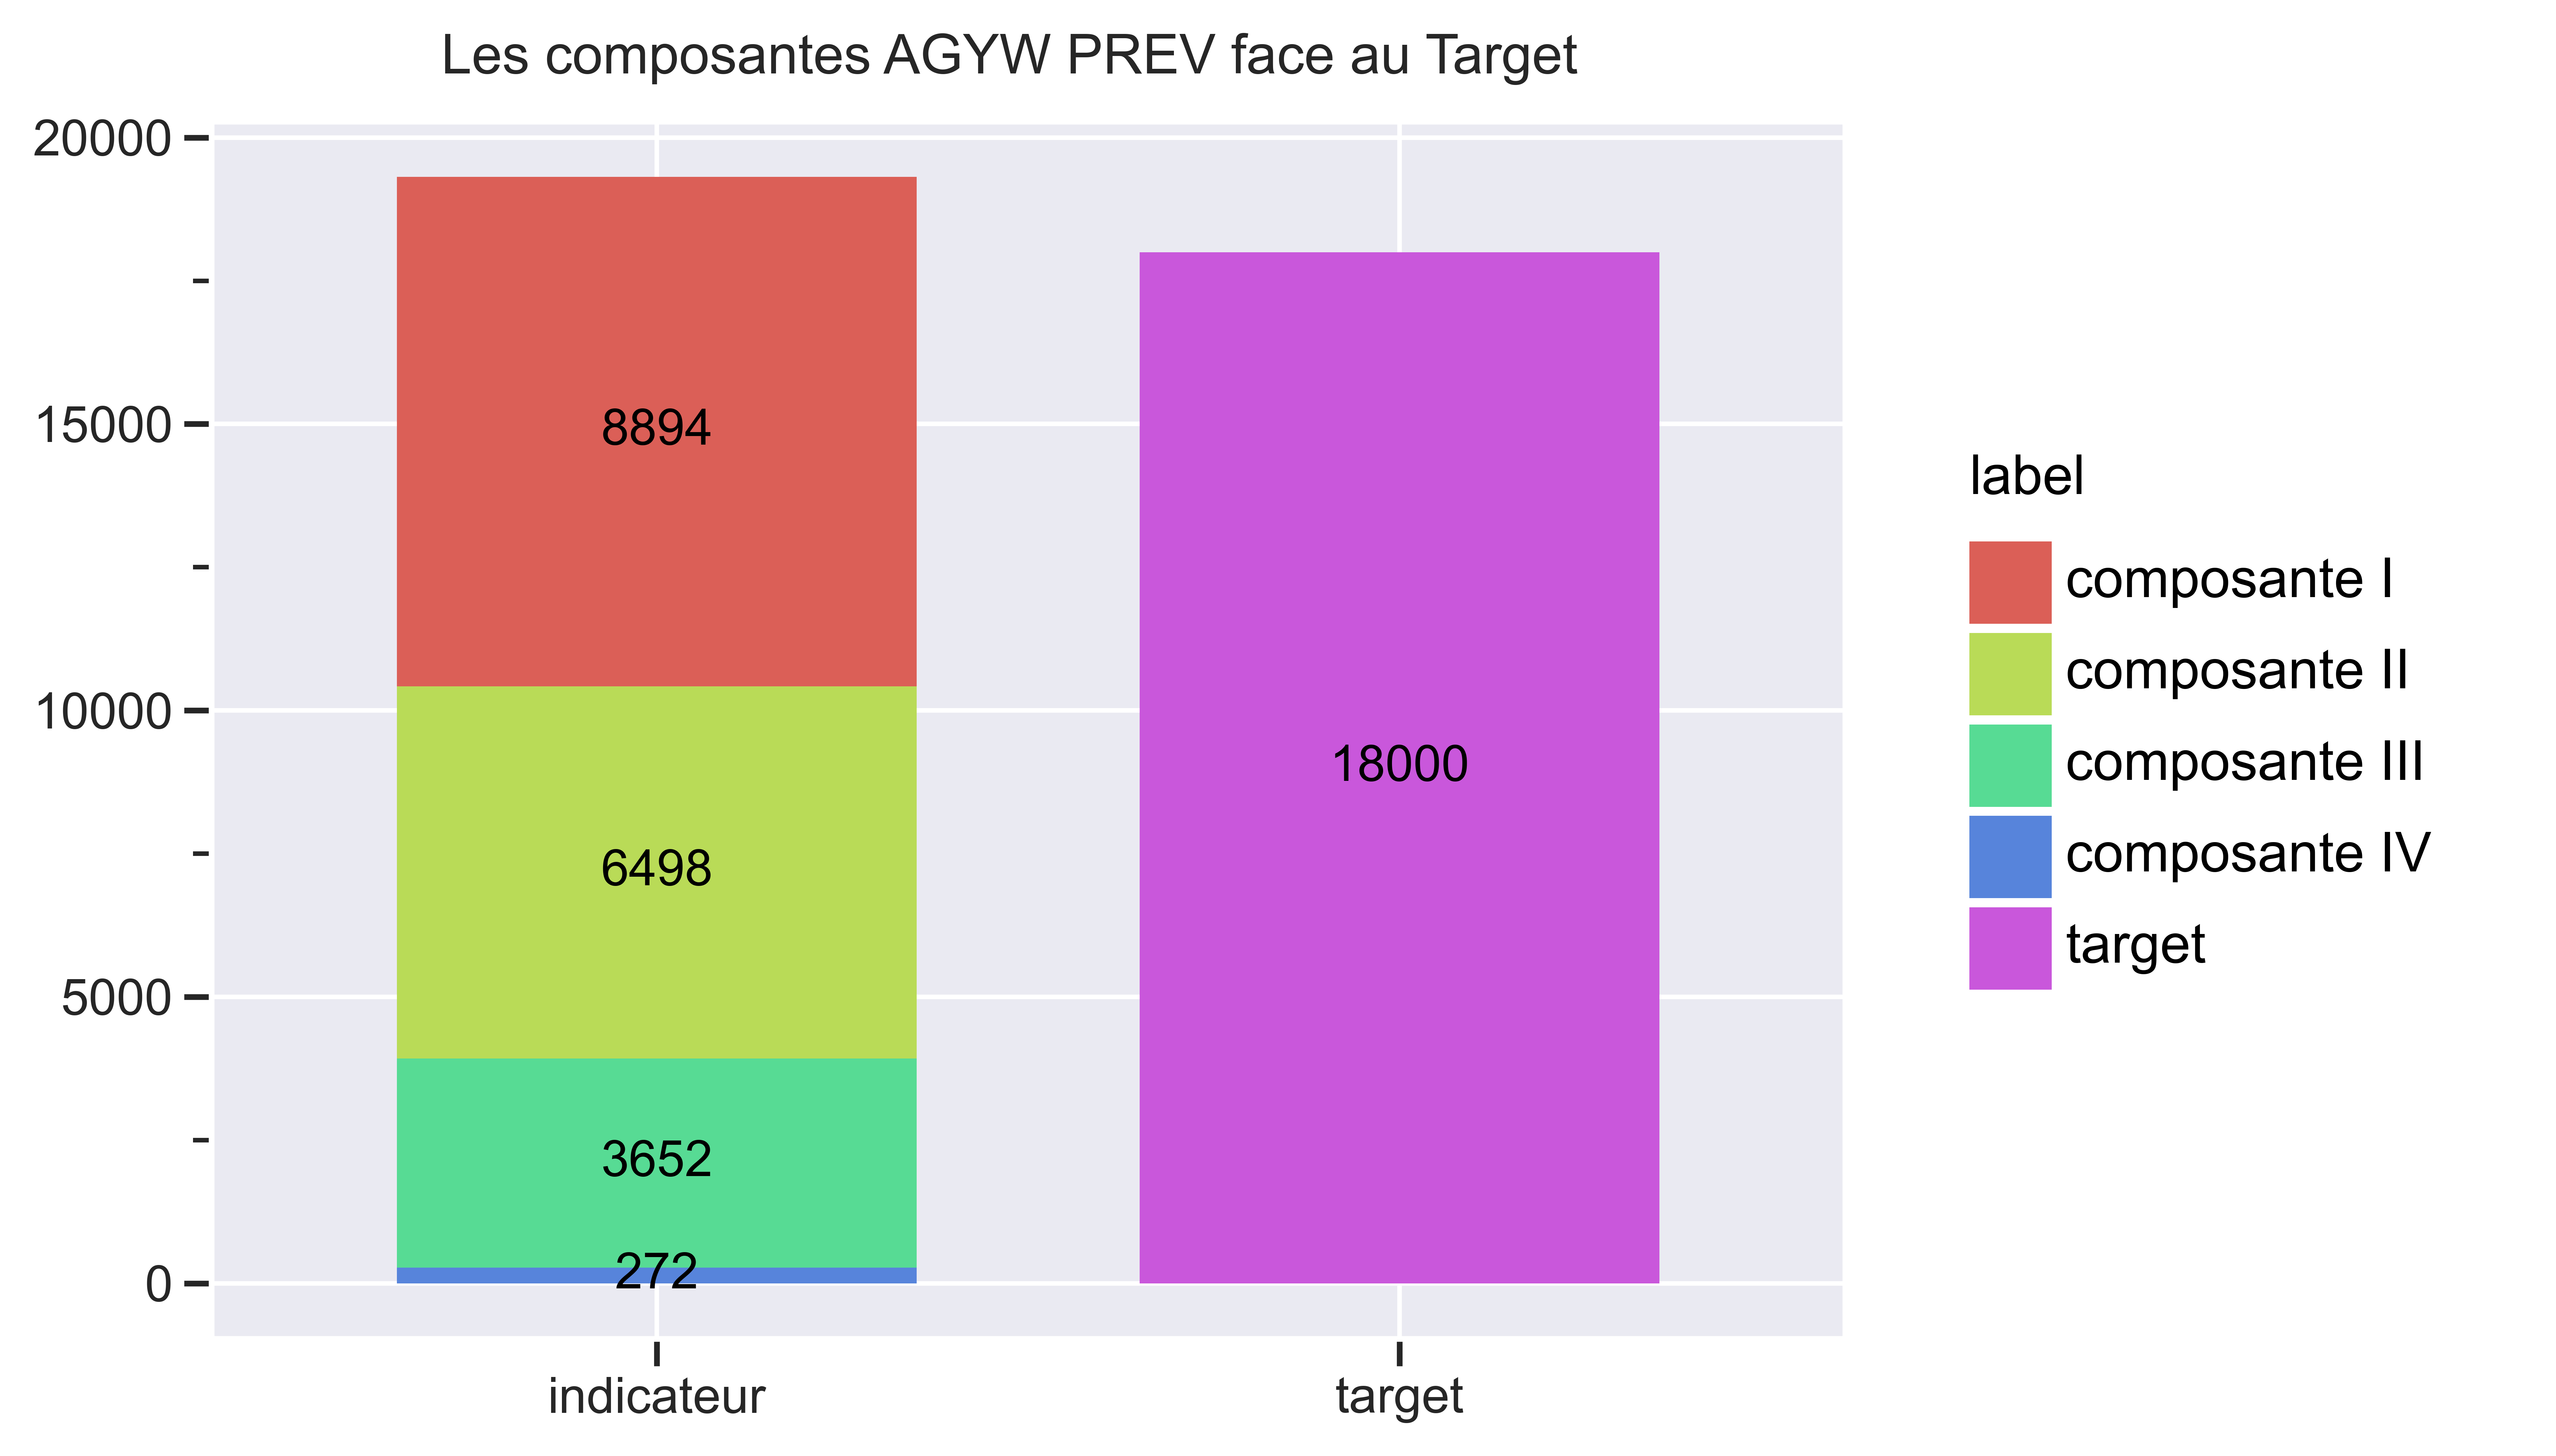 Les composantes AGYW PREV face au Target
20000
15000
10000
5000
0
8894
6498
3652
272
18000
indicateur
target
label
composante I
composante II
composante III
composante IV
target